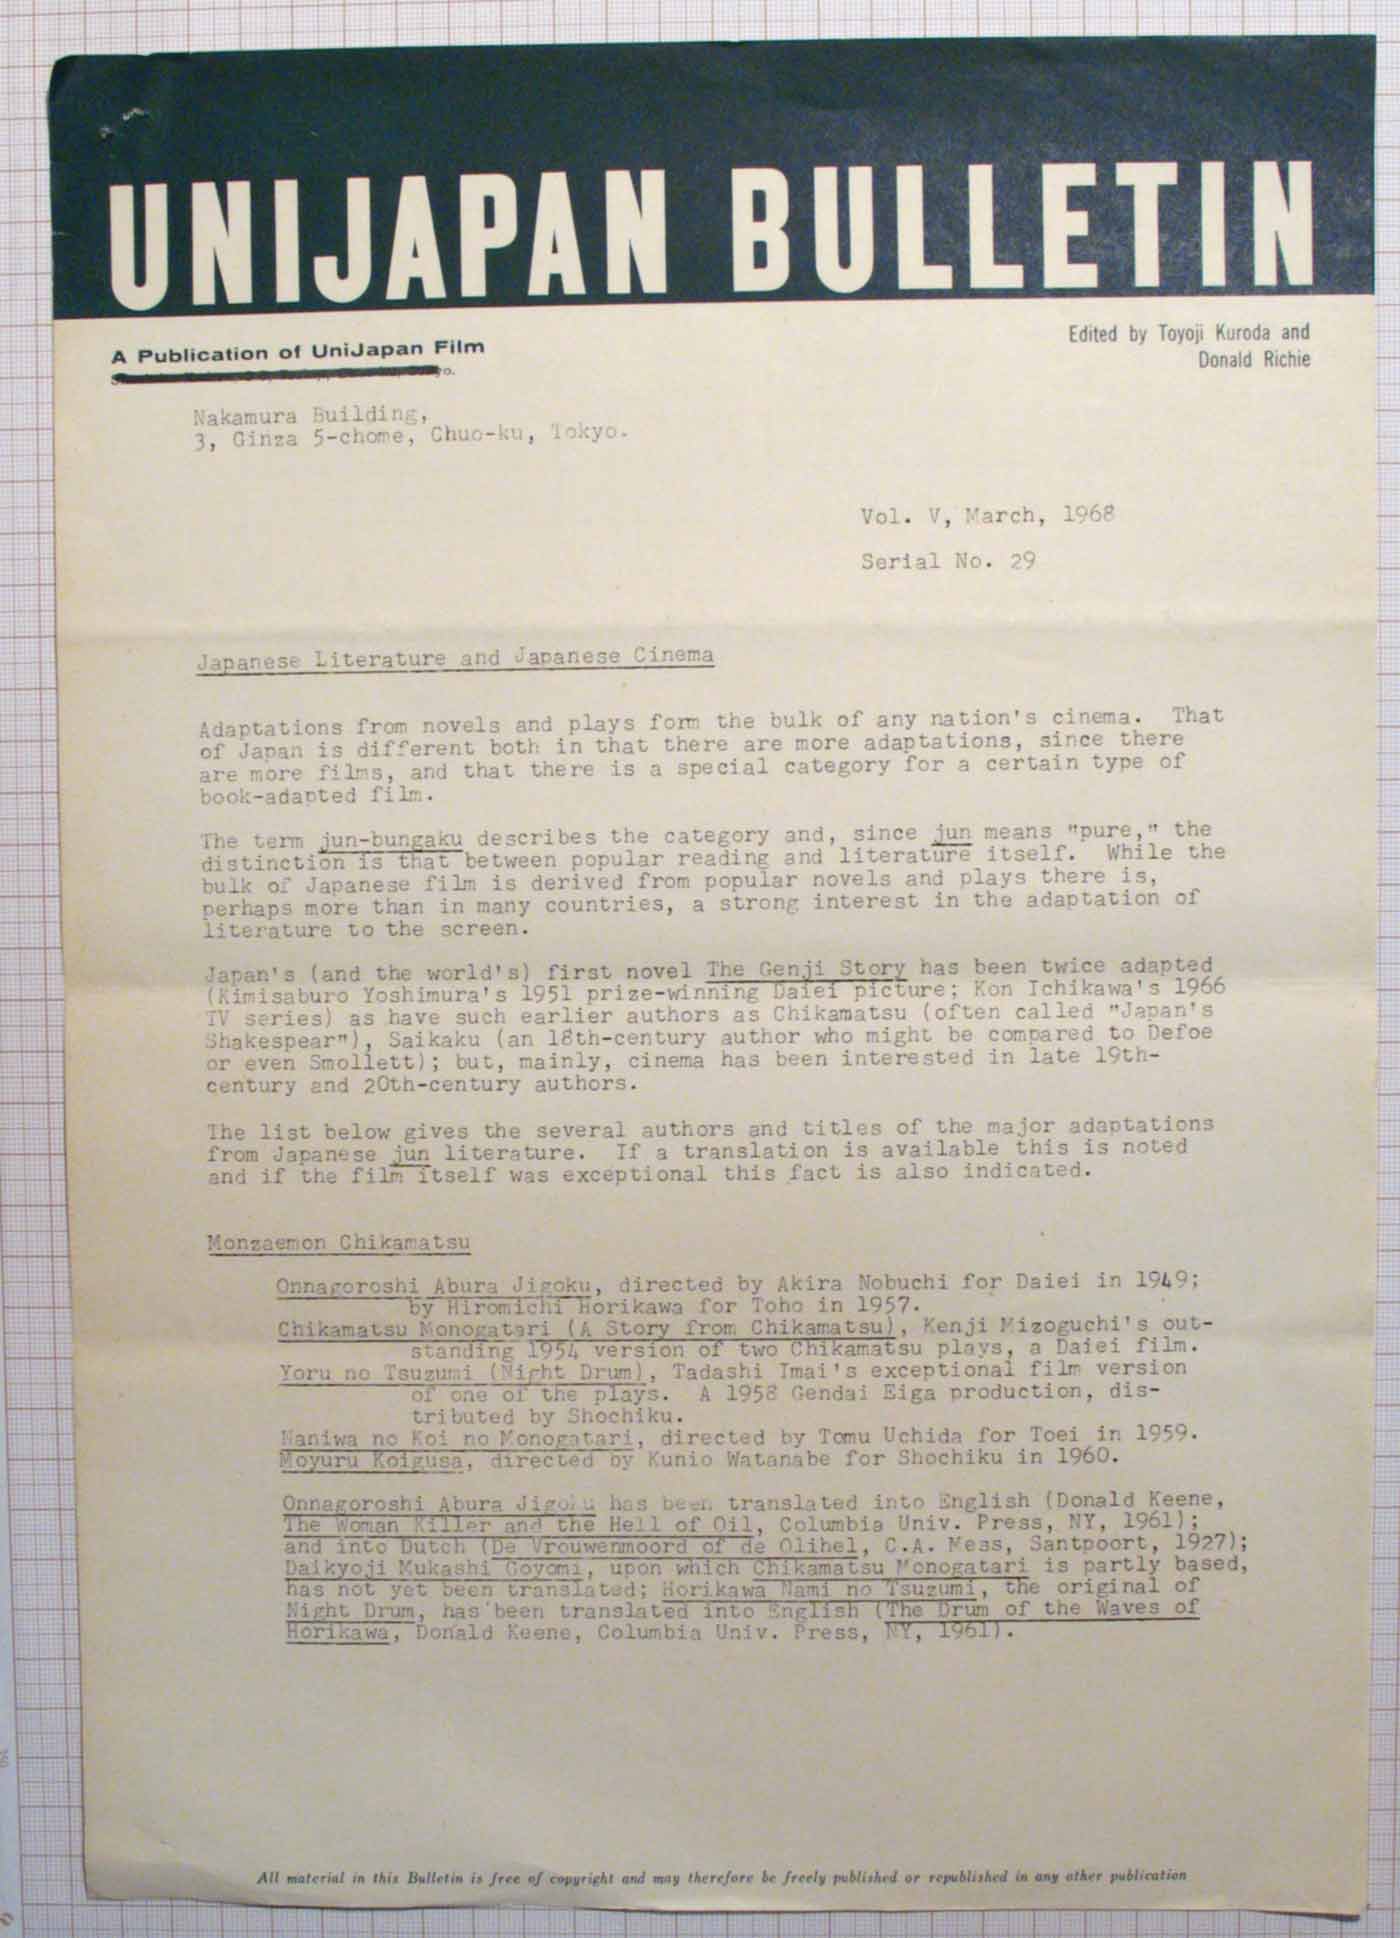 UNIJAPAN BULLETIN
A Publication of UniJapan Film
Edited by Toyoji Kuroda and
Donald Richie
Nakamura Building,
3, Ginza 5-chome, Chuo-ku, Tokyo.
Vol. V, March, 1968
Serial No. 29
Japanese Literature and Japanese Cinema
Adaptations from novels and plays form the bulk of any nation's cinema. That
of Japan is different both in that there are more adaptations, since there
are more films, and that there is a special category for a certain type of
book-adapted film.
The term jun-bungaku describes the category and, since jun means "pure," the
distinction is that between popular reading and literature itself. While the
bulk of Japanese film is derived from popular novels and plays there is,
perhaps more than in many countries, a strong interest in the adaptation of
literature to the screen.
Japan's (and the world's) first novel The Genji Story has been twice adapted
(Kimisaburo Yoshimura's 1951 prize-winning Daiei picture; Kon Ichikawa's 1966
TV series) as have such earlier authors as Chikamatsu (often called "Japan's
Shakespear"), Saikaku (an 18th-century author who might be compared to Defoe
or even Smollett); but, mainly, cinema has been interested in late 19th-
century and 20th-century authors.
The list below gives the several authors and titles of the major adaptations
from Japanese jun literature. If a translation is available this is noted
and if the film itself was exceptional this fact is also indicated.
Monzaemon Chikamatsu
Onnagoroshi Abura Jigoku, directed by Akira Nobuchi for Daiei in 1949;
by Hiromichi Horikawa for Toho in 1957.
Chikamatsu Monogatari (A Story from Chikamatsu), Kenji Mizoguchi's out-
standing 1954 version of two Chikamatsu plays, a Daiei film.
Yoru no Tsuzumi (Night Drum), Tadashi Imai's exceptional film version
of one of the plays. A 1958 Gendai Eiga production, dis-
tributed by Shochiku.
Naniwa no Koi no Monogatari, directed by Tomu Uchida for Toei in 1959.
Moyuru Koigusa, directed by Kunio Watanabe for Shochiku in 1960.
Onnagoroshi Abura Jigoku has been translated into English (Donald Keene,
The Woman Killer and the Hell of Oil, Columbia Univ. Press, NY, 1961);
and into Dutch (De Vrouwenmoord of de Olihel, C.A. Mess, Santpoort, 1927);
Daikyoji Mukashi Goyomi, upon which Chikamatsu Monogatari is partly based,
has not yet been translated; Horikawa Nami no Tsuzumi, the original of
Night Drum, has been translated into English (The Drum of the Waves of
Horikawa, Donald Keene, Columbia Univ. Press, NY, 1961).
All material in this Bulletin is free of copyright and may therefore be freely published or republished in any other publication